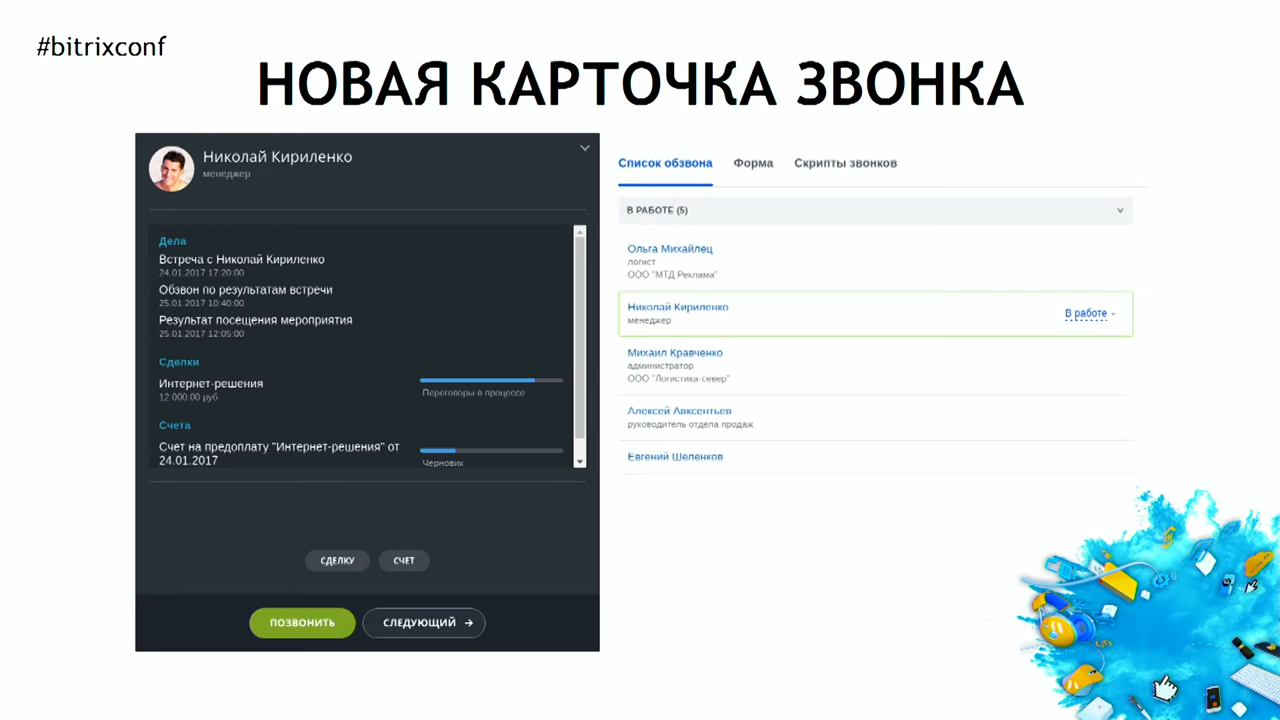 #bitrixconf
НОВАЯ КАРТОЧКА ЗВОНКА
Николай Кириленко
менеджер
Дела
Встреча с Николай Кириленко
24.01.2017 17:20:00
Обзвон по результатам встречи
25.01.2017 10:40:00
Результат посещения мероприятия
25.01.2017 12:05:00
Сделки
Интернет-решения
12 000.00 руб.
Переговоры в процессе
Счета
Счет на предоплату "Интернет-решения" от
24.01.2017
Черновик
СДЕЛКУ СЧЕТ
ПОЗВОНИТЬ СЛЕДУЮЩИЙ →
Список обзвона Форма Скрипты звонков
В РАБОТЕ (5)
Ольга Михайлец
логист
ООО "МТД Реклама"
Николай Кириленко
менеджер
В работе
Михаил Кравченко
администратор
ООО "Логистика-север"
Алексей Авксентьев
руководитель отдела продаж
Евгений Шеленков